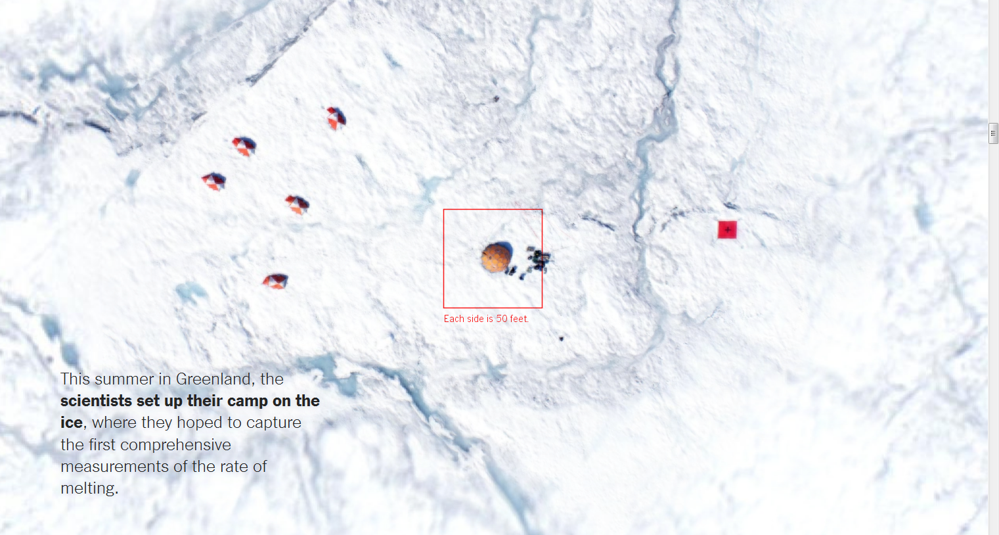 Each side is 50 feet.
This summer in Greenland, the
scientists set up their camp on the
ice, where they hoped to capture
the first comprehensive
measurements of the rate of
melting.